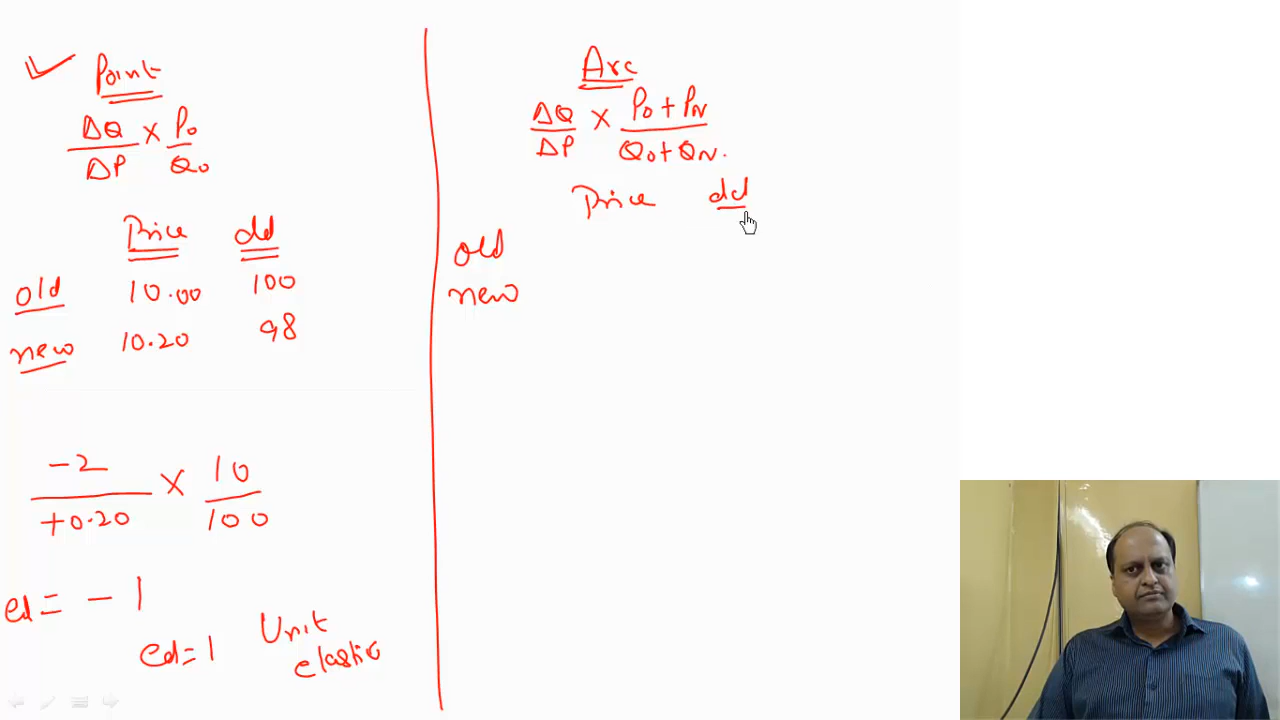 Point
ΔQ/ΔP × P0/Q0
Price dd
old 10.00 100
new 10.20 98
-2/+0.20 × 10/100
ed = -1
ed = 1 Unit elastic
Arc
ΔQ/ΔP × P0+PN/Q0+QN.
Price dd
old
new